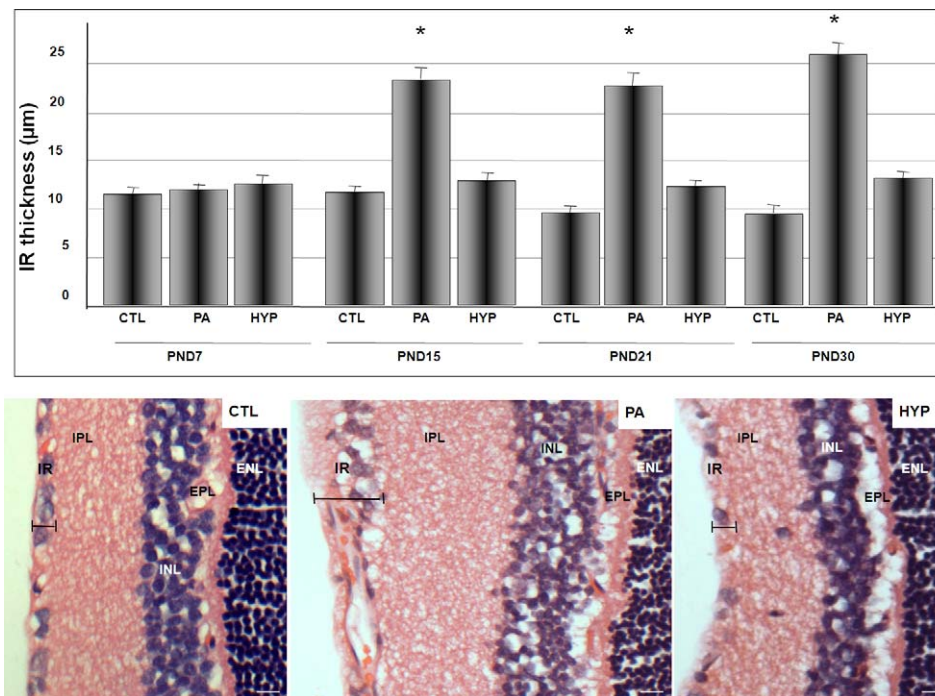 IR thickness (μm)
25
20
15
10
5
0
* * *
CTL PA HYP CTL PA HYP CTL PA HYP CTL PA HYP
PND7 PND15 PND21 PND30
CTL
IPL
IR
ENL
EPL
INL
PA
IPL
INL
IR
ENL
EPL
HYP
IPL
INL
IR
ENL
EPL